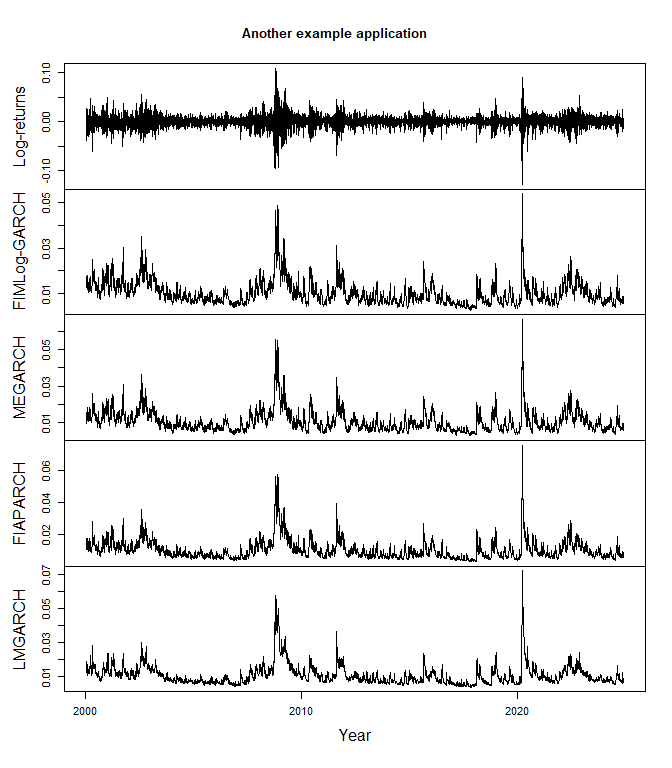 Another example application
Log-returns
0.10
0.00
-0.10
FIMLog-GARCH
0.05
0.03
0.01
MEGARCH
0.05
0.03
0.01
FIAPARCH
0.06
0.04
0.02
LMGARCH
0.07
0.05
0.03
0.01
2000
2010
2020
Year